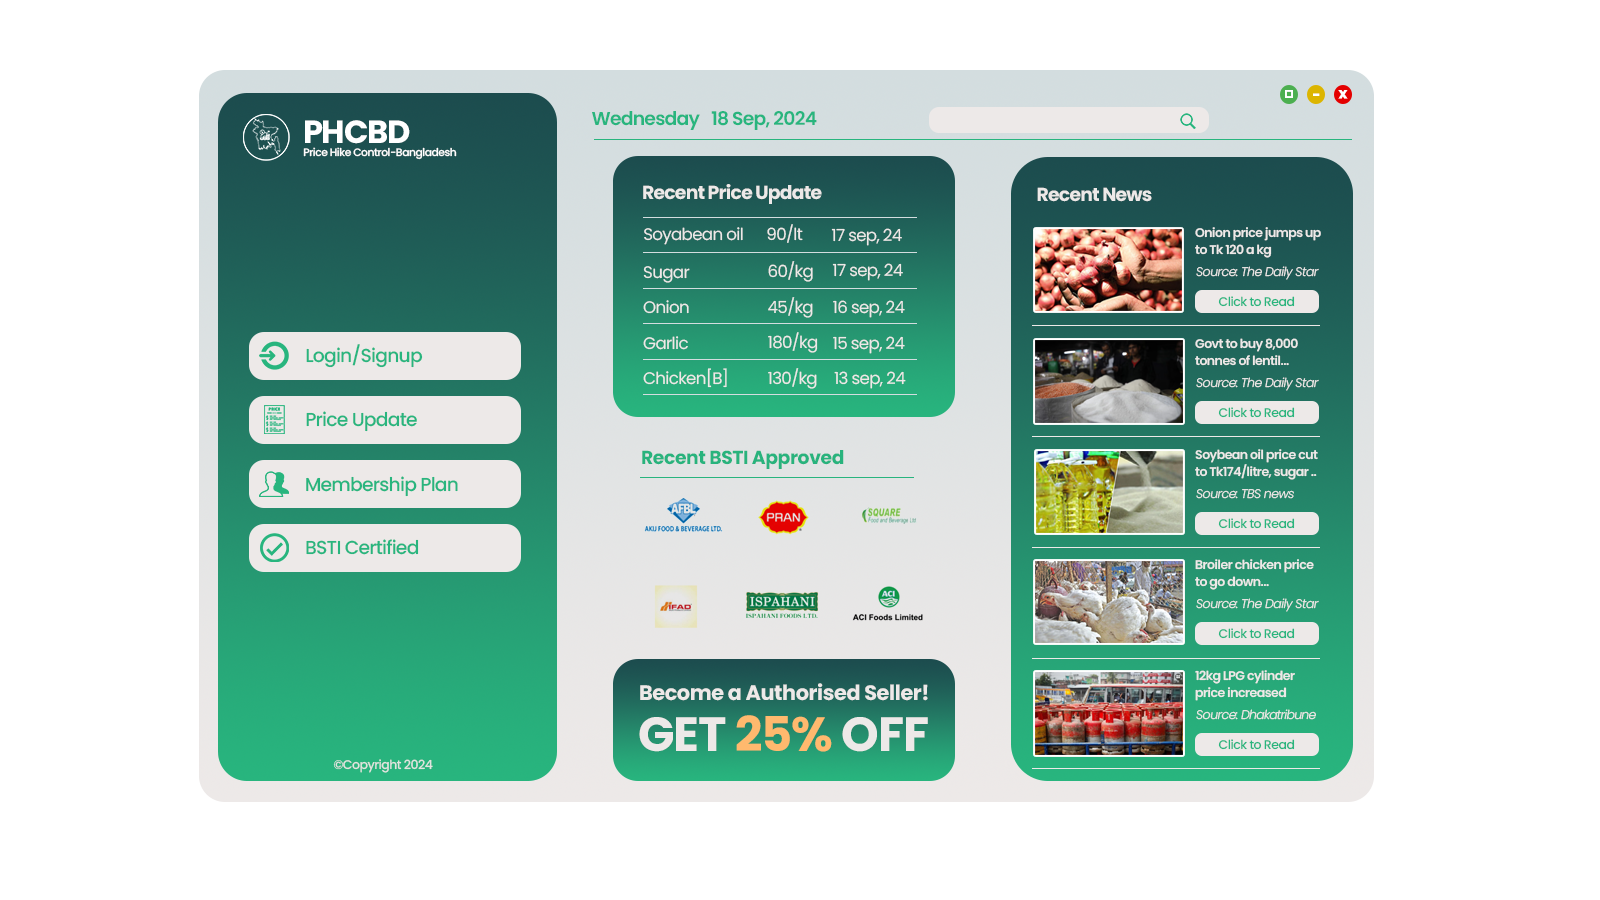 PHCBD
Price Hike Control-Bangladesh
Login/Signup
Price Update
Membership Plan
BSTI Certified
©Copyright 2024
Wednesday 18 Sep, 2024
Recent Price Update
Soyabean oil 90/lt 17 sep, 24
Sugar 60/kg 17 sep, 24
Onion 45/kg 16 sep, 24
Garlic 180/kg 15 sep, 24
Chicken[B] 130/kg 13 sep, 24
Recent BSTI Approved
AFBL
AKIJ FOOD & BEVERAGE LTD.
PRAN
SQUARE
Food and Beverage Ltd
IFAD
ISPAHANI
ISPAHANI FOODS LTD.
ACI
ACI Foods Limited
Become a Authorised Seller!
GET 25% OFF
Recent News
Onion price jumps up
to Tk 120 a kg
Source: The Daily Star
Click to Read
Govt to buy 8,000
tonnes of lentil...
Source: The Daily Star
Click to Read
Soybean oil price cut
to Tk174/litre, sugar ..
Source: TBS news
Click to Read
Broiler chicken price
to go down...
Source: The Daily Star
Click to Read
12kg LPG cylinder
price increased
Source: Dhakatribune
Click to Read